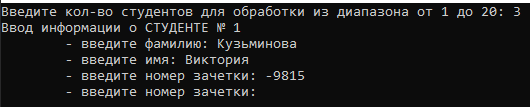 Введите кол-во студентов для обработки из диапазона от 1 до 20: 3
Ввод информации о СТУДЕНТЕ № 1
- введите фамилию: Кузьминова
- введите имя: Виктория
- введите номер зачетки: -9815
- введите номер зачетки: